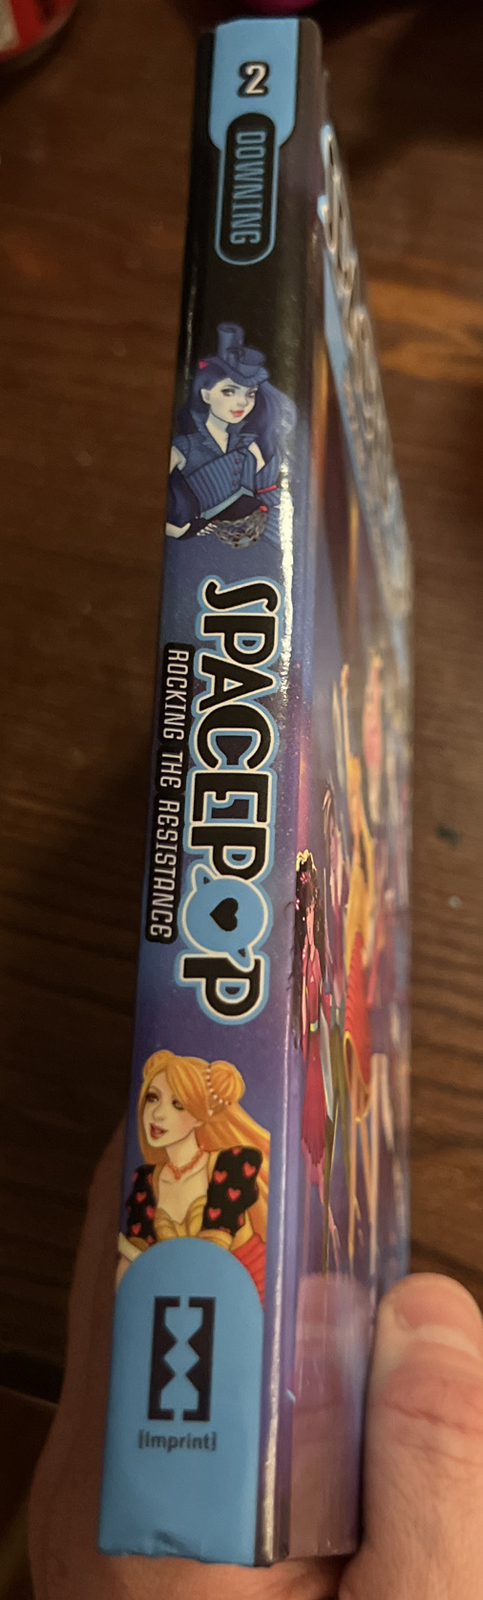 2
DOWNING
SPACEPOP
ROCKING THE RESISTANCE
[Imprint]